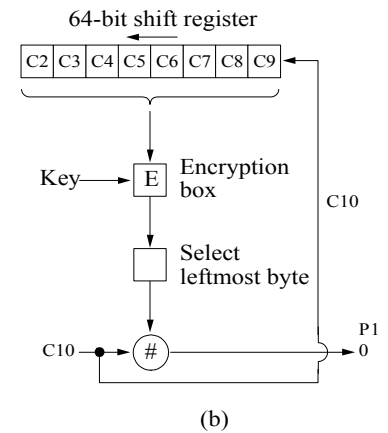 64-bit shift register
C2 C3 C4 C5 C6 C7 C8 C9
Key
E
Encryption
box
C10
Select
leftmost byte
C10
#
P1
0
(b)